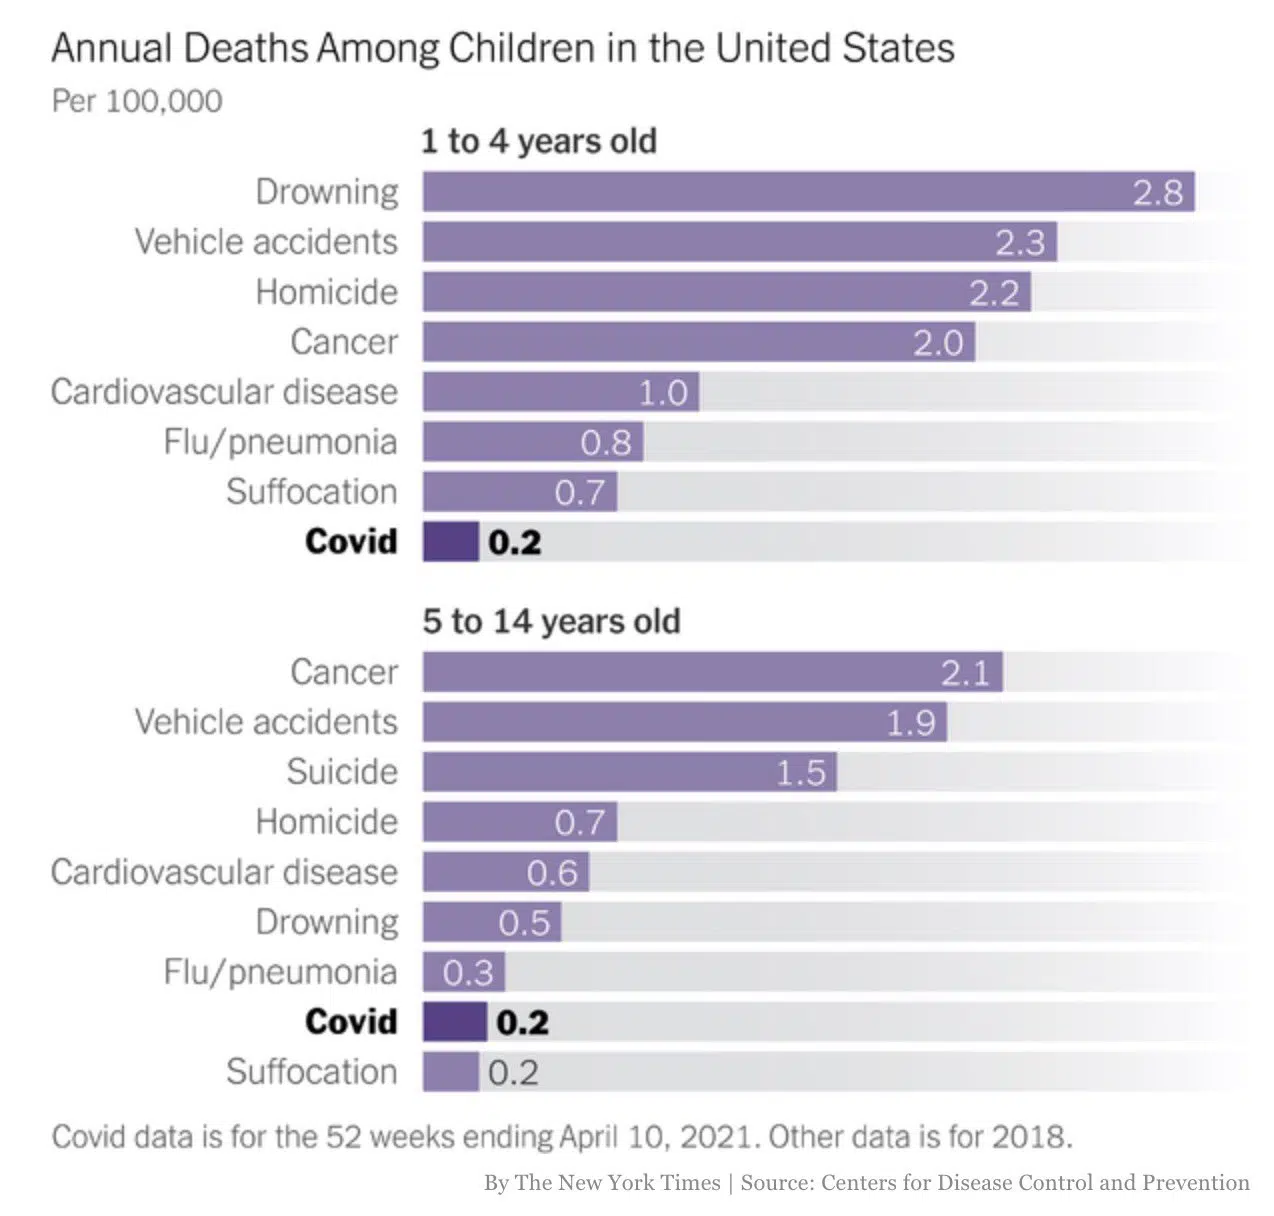 Annual Deaths Among Children in the United States
Per 100,000
1 to 4 years old
Drowning 2.8
Vehicle accidents 2.3
Homicide 2.2
Cancer 2.0
Cardiovascular disease 1.0
Flu/pneumonia 0.8
Suffocation 0.7
Covid 0.2
5 to 14 years old
Cancer 2.1
Vehicle accidents 1.9
Suicide 1.5
Homicide 0.7
Cardiovascular disease 0.6
Drowning 0.5
Flu/pneumonia 0.3
Covid 0.2
Suffocation 0.2
Covid data is for the 52 weeks ending April 10, 2021. Other data is for 2018.
By The New York Times | Source: Centers for Disease Control and Prevention